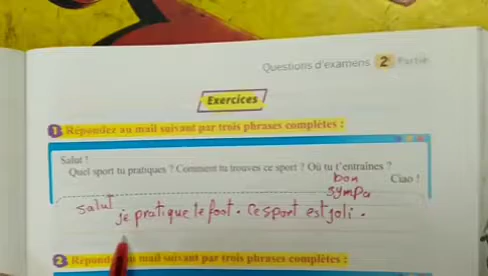 Questions d'examens 2 Partie
Exercices
1 Répondez au mail suivant par trois phrases complètes :
Salut !
Quel sport tu pratiques ? Comment tu trouves ce sport ? Où tu t'entraînes ?
bon
Ciao !
sympa
salut
je pratique le foot. Ce sport est joli.
2 Répondez au mail suivant par trois phrases complètes :